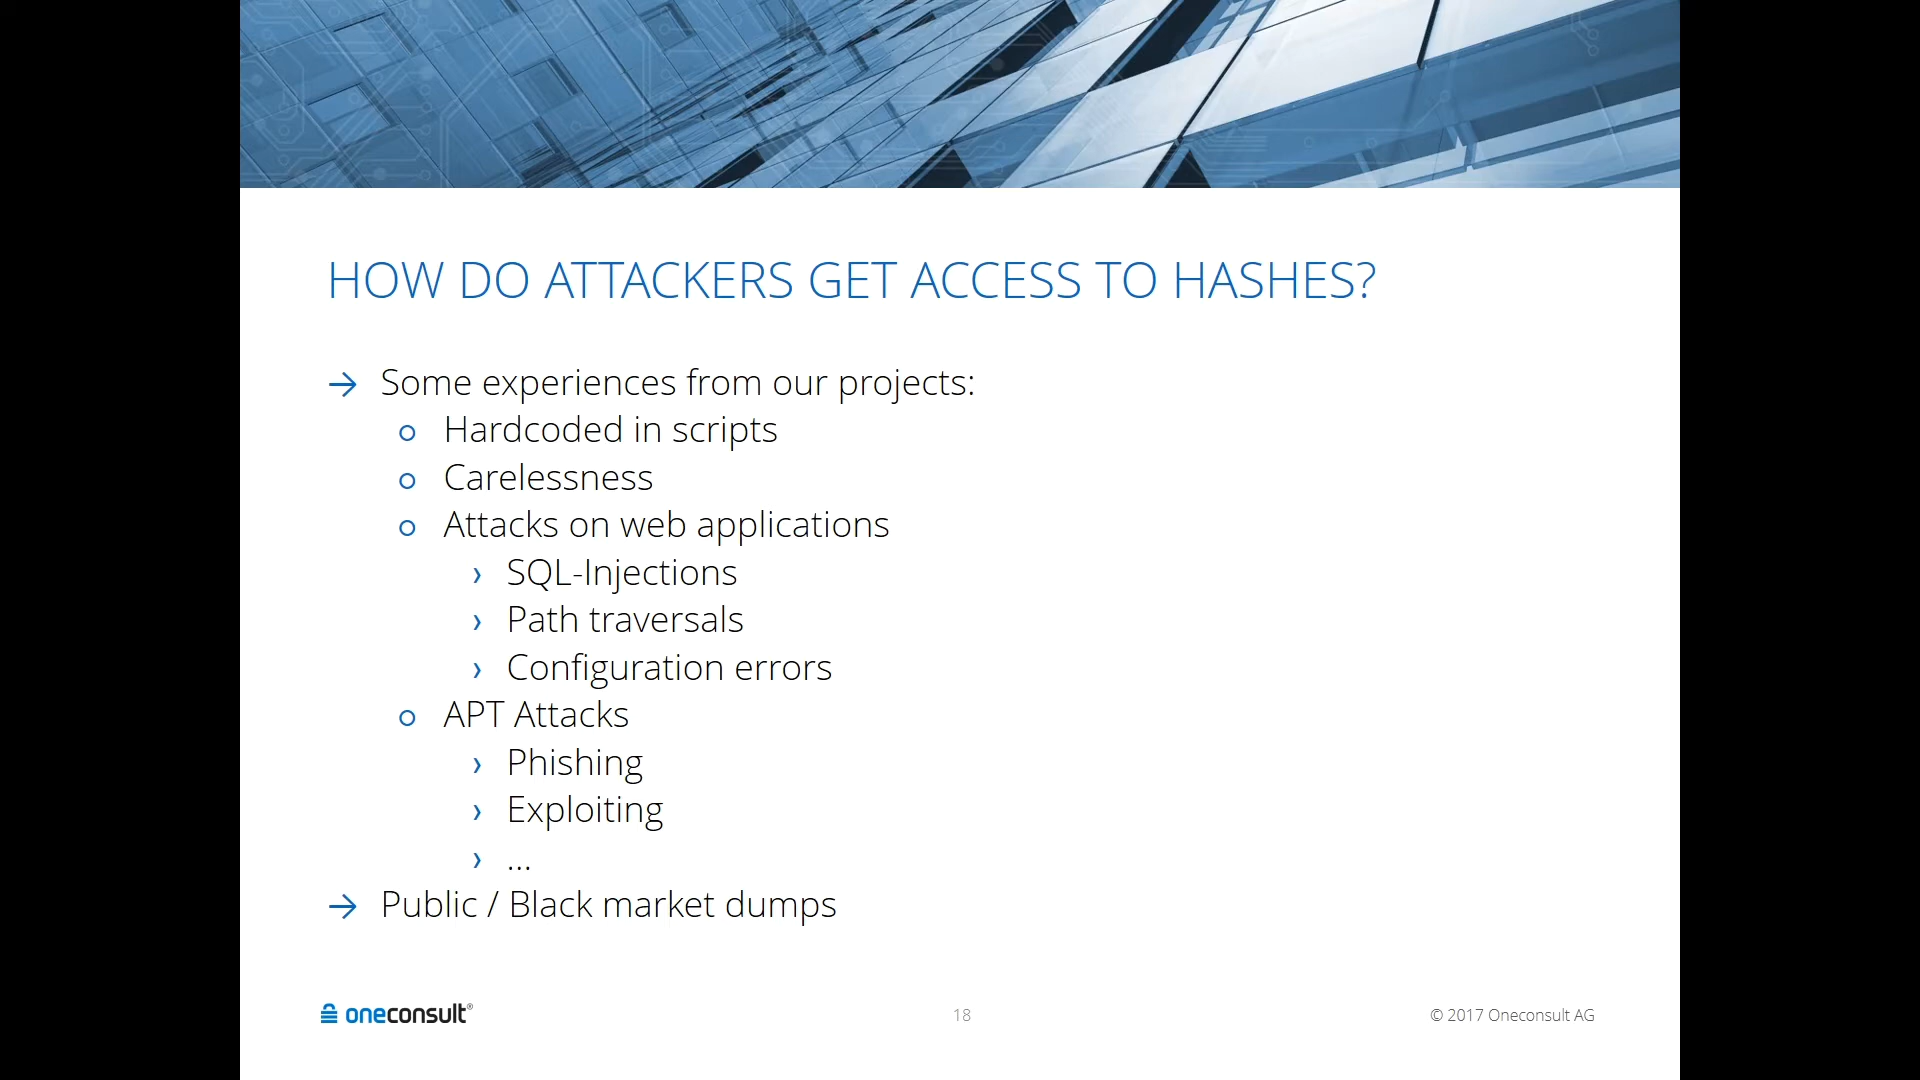 HOW DO ATTACKERS GET ACCESS TO HASHES?
→ Some experiences from our projects:
Hardcoded in scripts
Carelessness
Attacks on web applications
› SQL-Injections
› Path traversals
› Configuration errors
APT Attacks
› Phishing
› Exploiting
› ...
→ Public / Black market dumps
oneconsult®
18
© 2017 Oneconsult AG